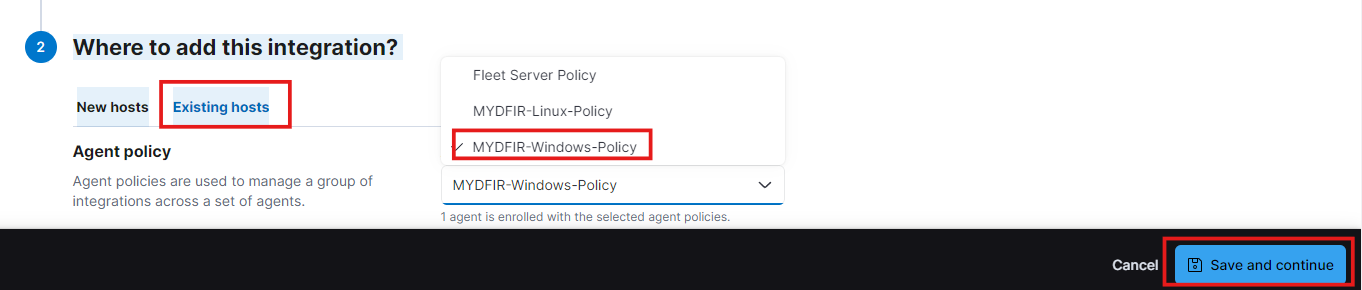 2
Where to add this integration?
New hosts
Existing hosts
Agent policy
Agent policies are used to manage a group of
integrations across a set of agents.
Fleet Server Policy
MYDFIR-Linux-Policy
MYDFIR-Windows-Policy
MYDFIR-Windows-Policy
1 agent is enrolled with the selected agent policies.
Cancel
Save and continue